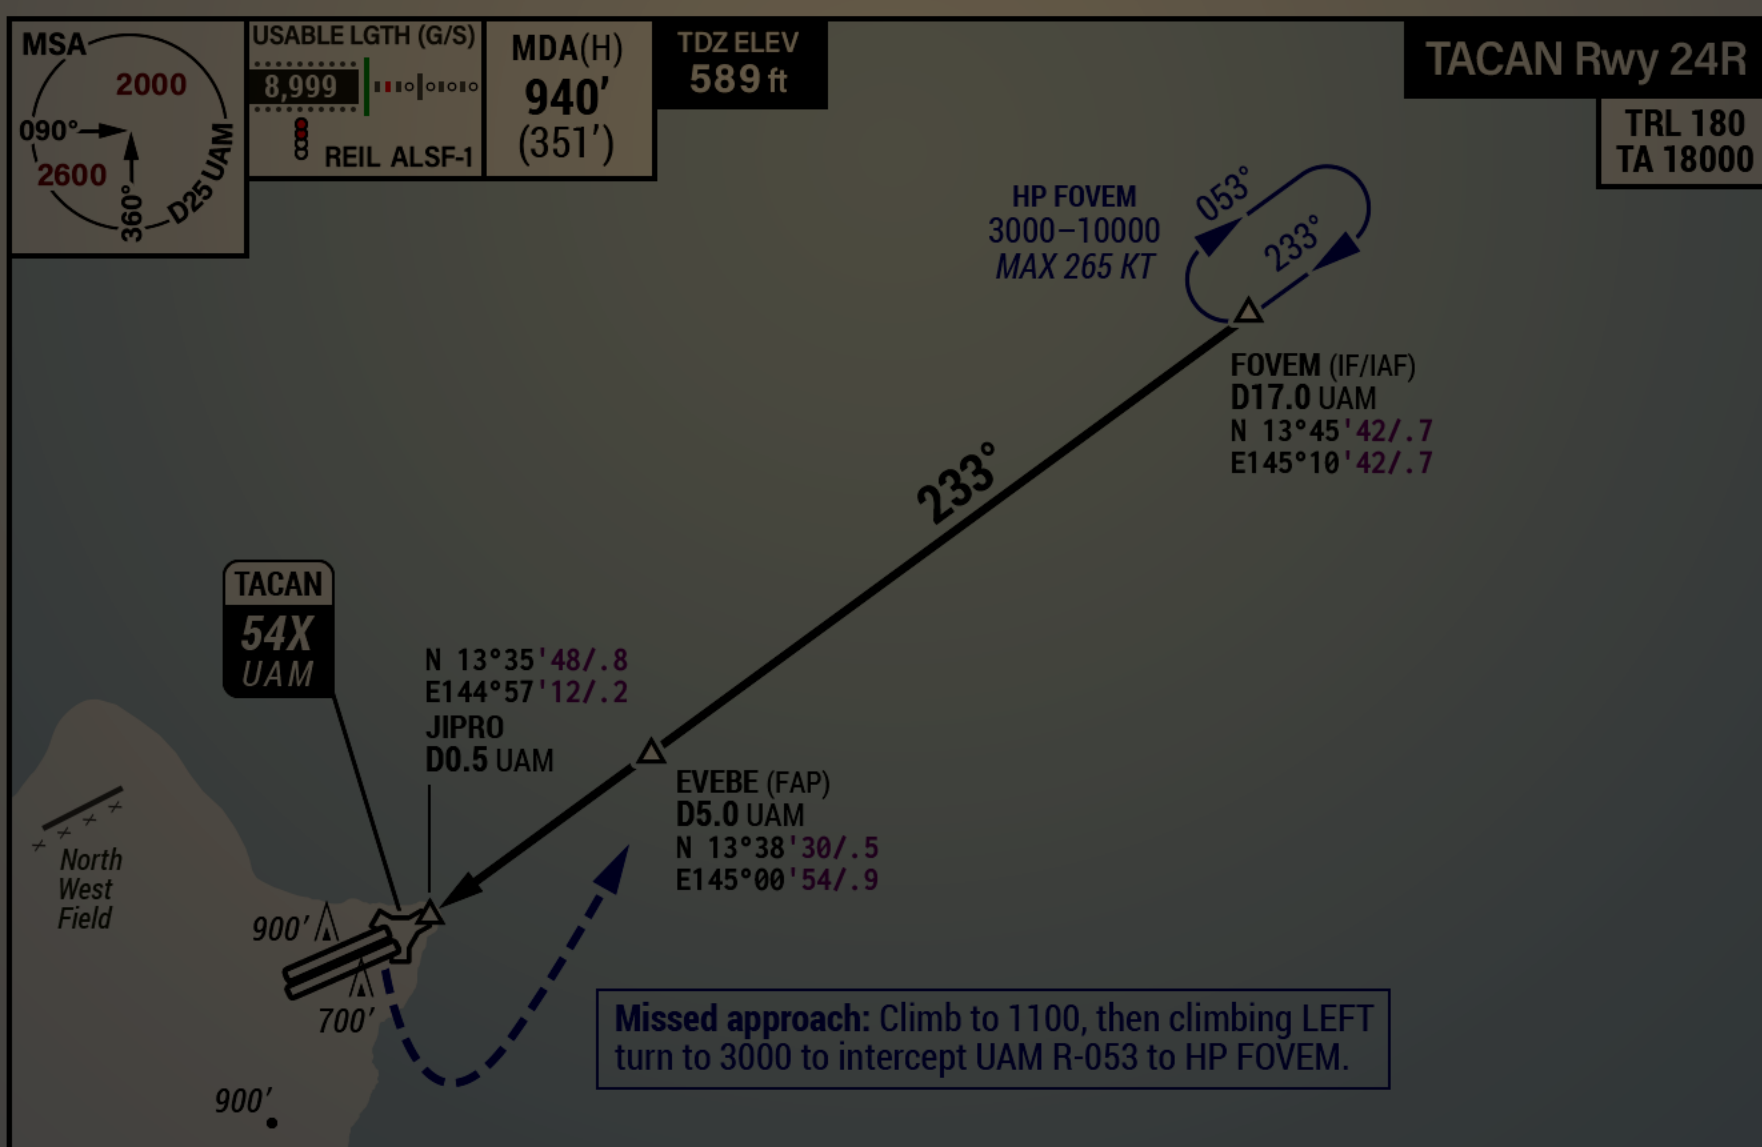 MSA
2000
090°
2600
360°
D25 UAM
USABLE LGTH (G/S)
8,999
REIL ALSF-1
MDA(H)
940'
(351')
TDZ ELEV
589 ft
TACAN Rwy 24R
TRL 180
TA 18000
HP FOVEM
3000–10000
MAX 265 KT
053°
233°
FOVEM (IF/IAF)
D17.0 UAM
N 13°45'42/.7
E145°10'42/.7
233°
TACAN
54X
UAM
N 13°35'48/.8
E144°57'12/.2
JIPRO
D0.5 UAM
EVEBE (FAP)
D5.0 UAM
N 13°38'30/.5
E145°00'54/.9
North
West
Field
900'
700'
900'
Missed approach: Climb to 1100, then climbing LEFT
turn to 3000 to intercept UAM R-053 to HP FOVEM.